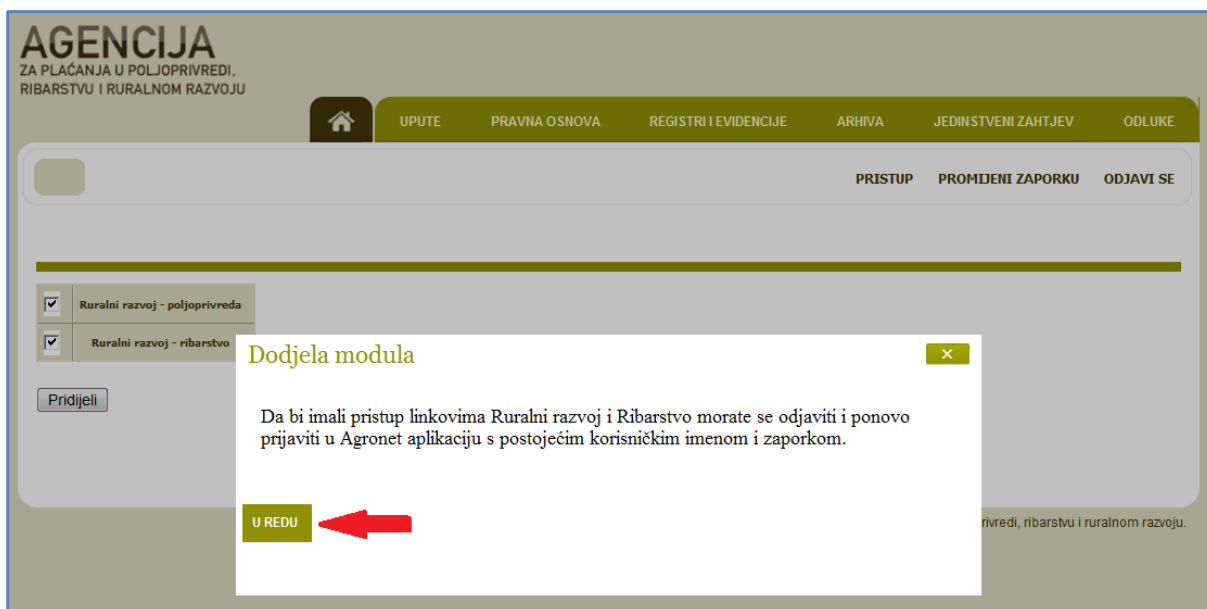 AGENCIJA
ZA PLAĆANJA U POLJOPRIVREDI,
RIBARSTVU I RURALNOM RAZVOJU
UPUTE PRAVNA OSNOVA REGISTRI I EVIDENCIJE ARHIVA JEDINSTVENI ZAHTJEV ODLUKE
PRISTUP PROMIJENI ZAPORKU ODJAVI SE
Ruralni razvoj - poljoprivreda
Ruralni razvoj - ribarstvo
Pridijeli
Dodjela modula
Da bi imali pristup linkovima Ruralni razvoj i Ribarstvo morate se odjaviti i ponovo
prijaviti u Agronet aplikaciju s postojećim korisničkim imenom i zaporkom.
U REDU
rivredi, ribarstvu i ruralnom razvoju.